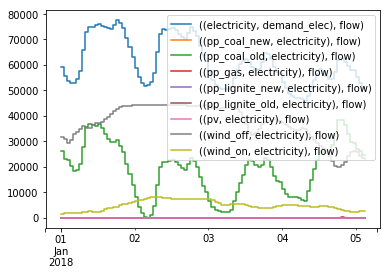 80000
70000
60000
50000
40000
30000
20000
10000
0
((electricity, demand_elec), flow)
((pp_coal_new, electricity), flow)
((pp_coal_old, electricity), flow)
((pp_gas, electricity), flow)
((pp_lignite_new, electricity), flow)
((pp_lignite_old, electricity), flow)
((pv, electricity), flow)
((wind_off, electricity), flow)
((wind_on, electricity), flow)
01 02 03 04 05
Jan
2018